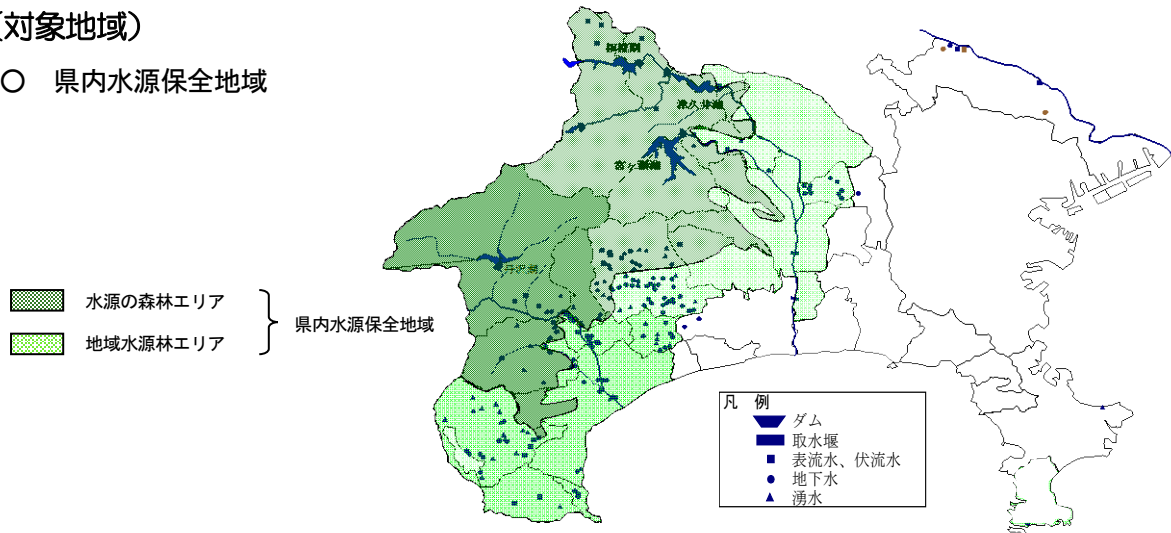 (対象地域)
○ 県内水源保全地域
相模湖
津久井湖
宮ヶ瀬湖
丹沢湖
水源の森林エリア
地域水源林エリア
県内水源保全地域
凡 例
ダム
取水堰
表流水、伏流水
地下水
湧水